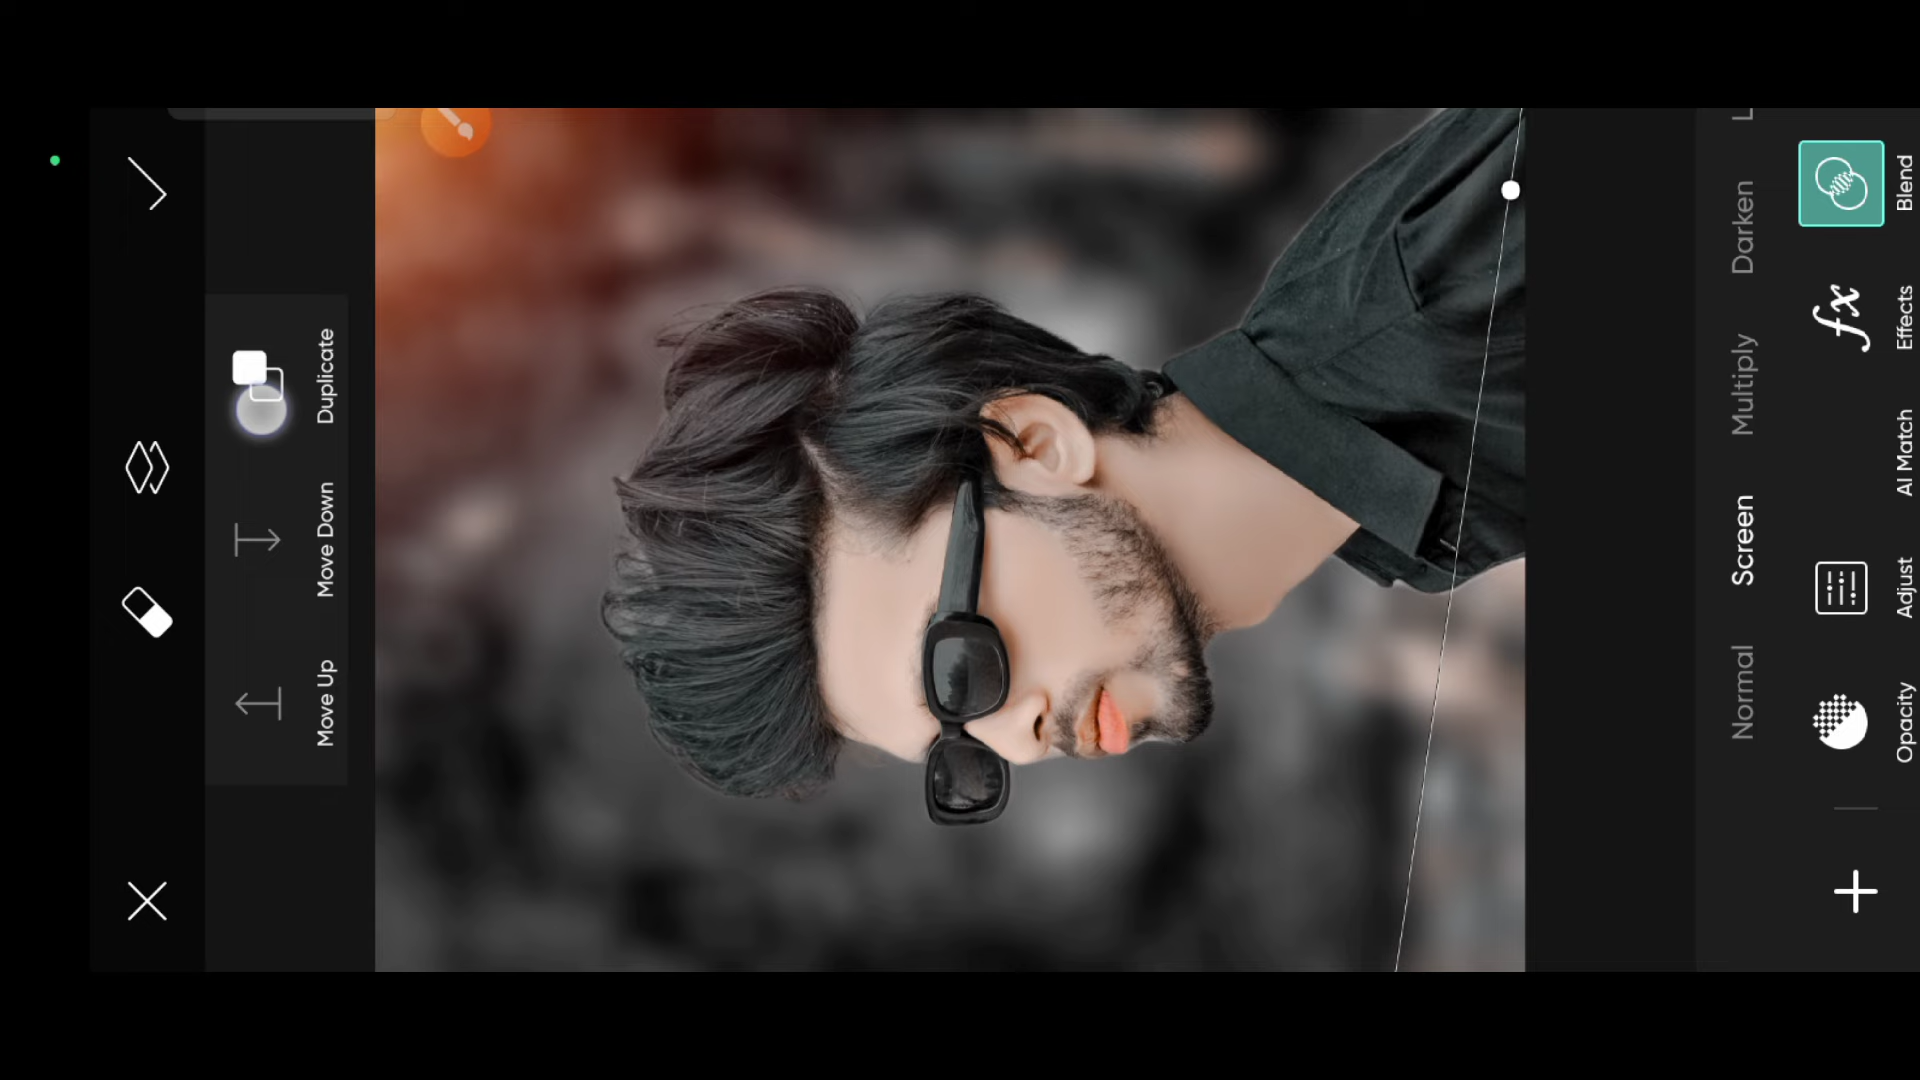 Move Up
Move Down
Duplicate
Normal
Screen
Multiply
Darken
L
Opacity
Adjust
AI Match
Effects
Blend